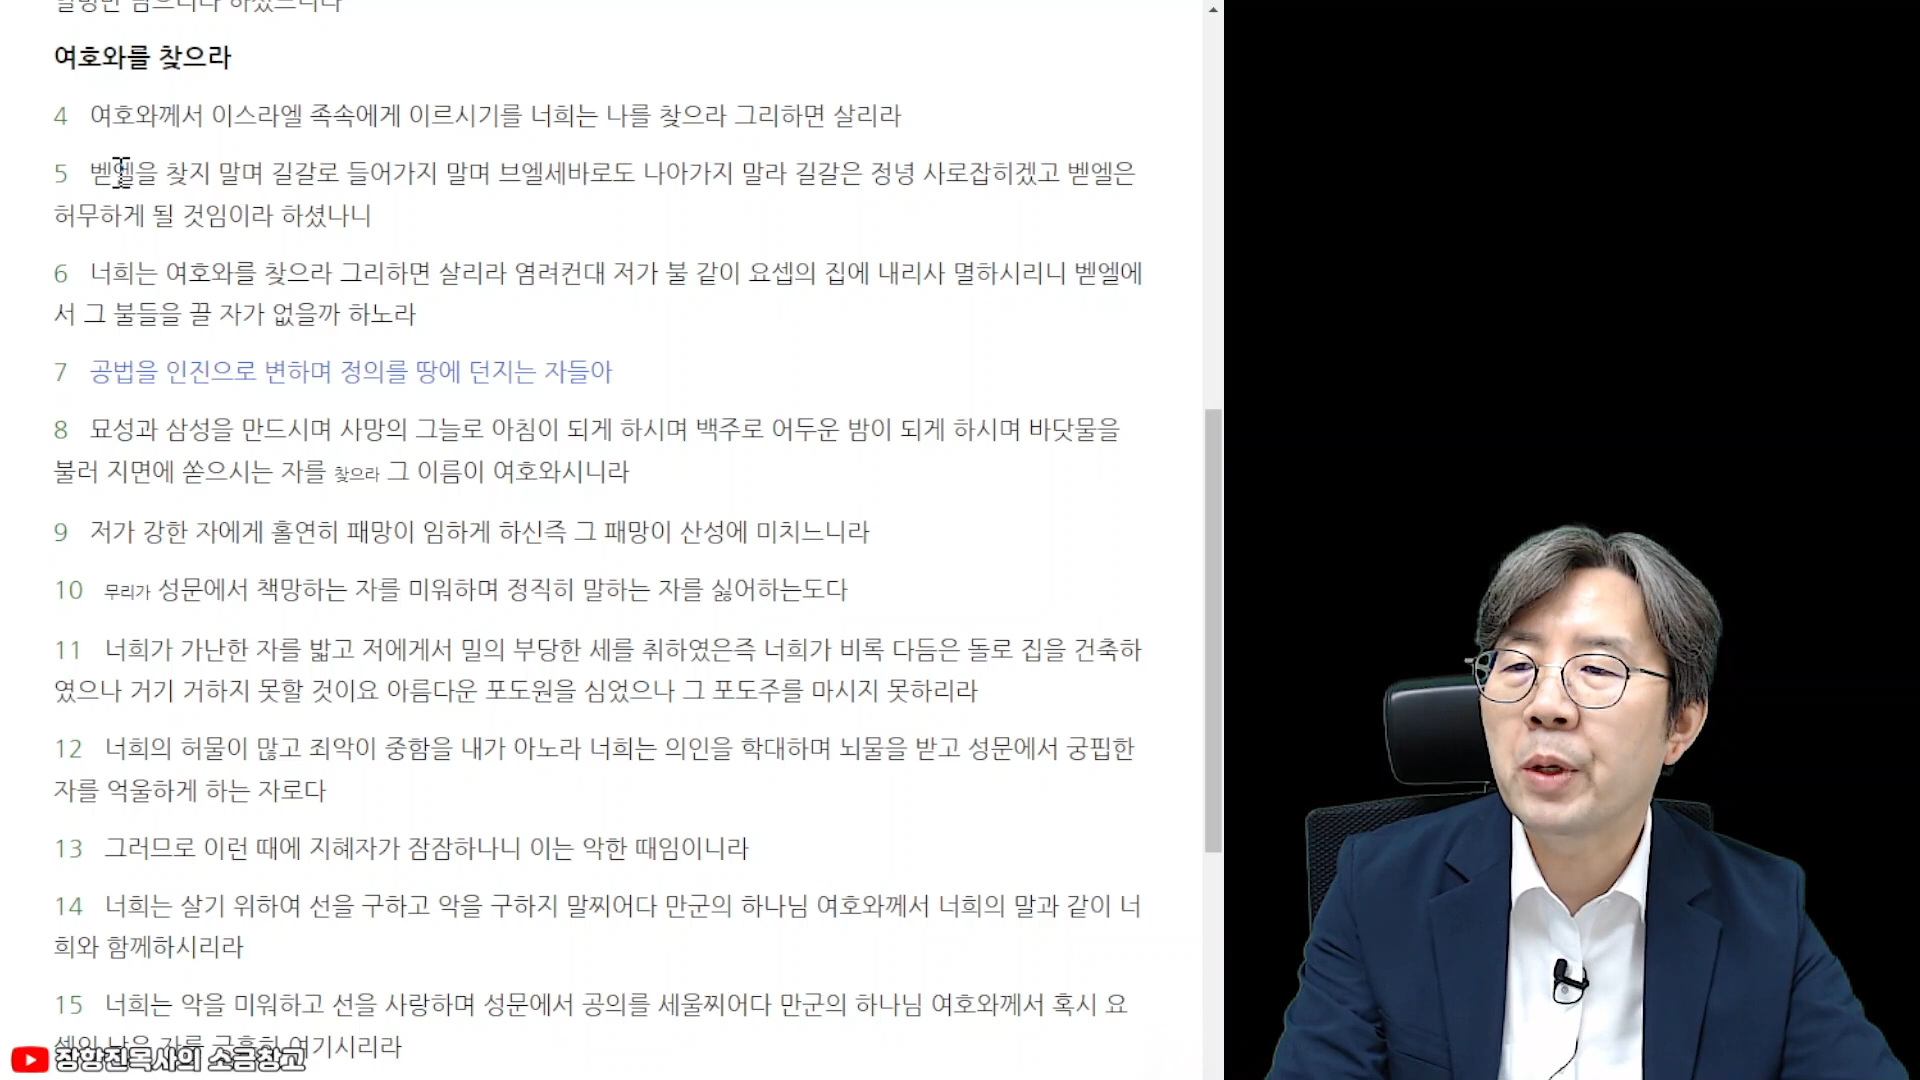 여호와를 찾으라
4 여호와께서 이스라엘 족속에게 이르시기를 너희는 나를 찾으라 그리하면 살리라
5 벧엘을 찾지 말며 길갈로 들어가지 말며 브엘세바로도 나아가지 말라 길갈은 정녕 사로잡히겠고 벧엘은
허무하게 될 것임이라 하셨나니
6 너희는 여호와를 찾으라 그리하면 살리라 염려컨대 저가 불 같이 요셉의 집에 내리사 멸하시리니 벧엘에
서 그 불들을 끌 자가 없을까 하노라
7 공법을 인진으로 변하며 정의를 땅에 던지는 자들아
8 묘성과 삼성을 만드시며 사망의 그늘로 아침이 되게 하시며 백주로 어두운 밤이 되게 하시며 바닷물을
불러 지면에 쏟으시는 자를 찾으라 그 이름이 여호와시니라
9 저가 강한 자에게 홀연히 패망이 임하게 하신즉 그 패망이 산성에 미치느니라
10 무리가 성문에서 책망하는 자를 미워하며 정직히 말하는 자를 싫어하는도다
11 너희가 가난한 자를 밟고 저에게서 밀의 부당한 세를 취하였은즉 너희가 비록 다듬은 돌로 집을 건축하
였으나 거기 거하지 못할 것이요 아름다운 포도원을 심었으나 그 포도주를 마시지 못하리라
12 너희의 허물이 많고 죄악이 중함을 내가 아노라 너희는 의인을 학대하며 뇌물을 받고 성문에서 궁핍한
자를 억울하게 하는 자로다
13 그러므로 이런 때에 지혜자가 잠잠하나니 이는 악한 때임이니라
14 너희는 살기 위하여 선을 구하고 악을 구하지 말찌어다 만군의 하나님 여호와께서 너희의 말과 같이 너
희와 함께하시리라
15 너희는 악을 미워하고 선을 사랑하며 성문에서 공의를 세울찌어다 만군의 하나님 여호와께서 혹시 요
여기시리라
장항진목사의 소금창고